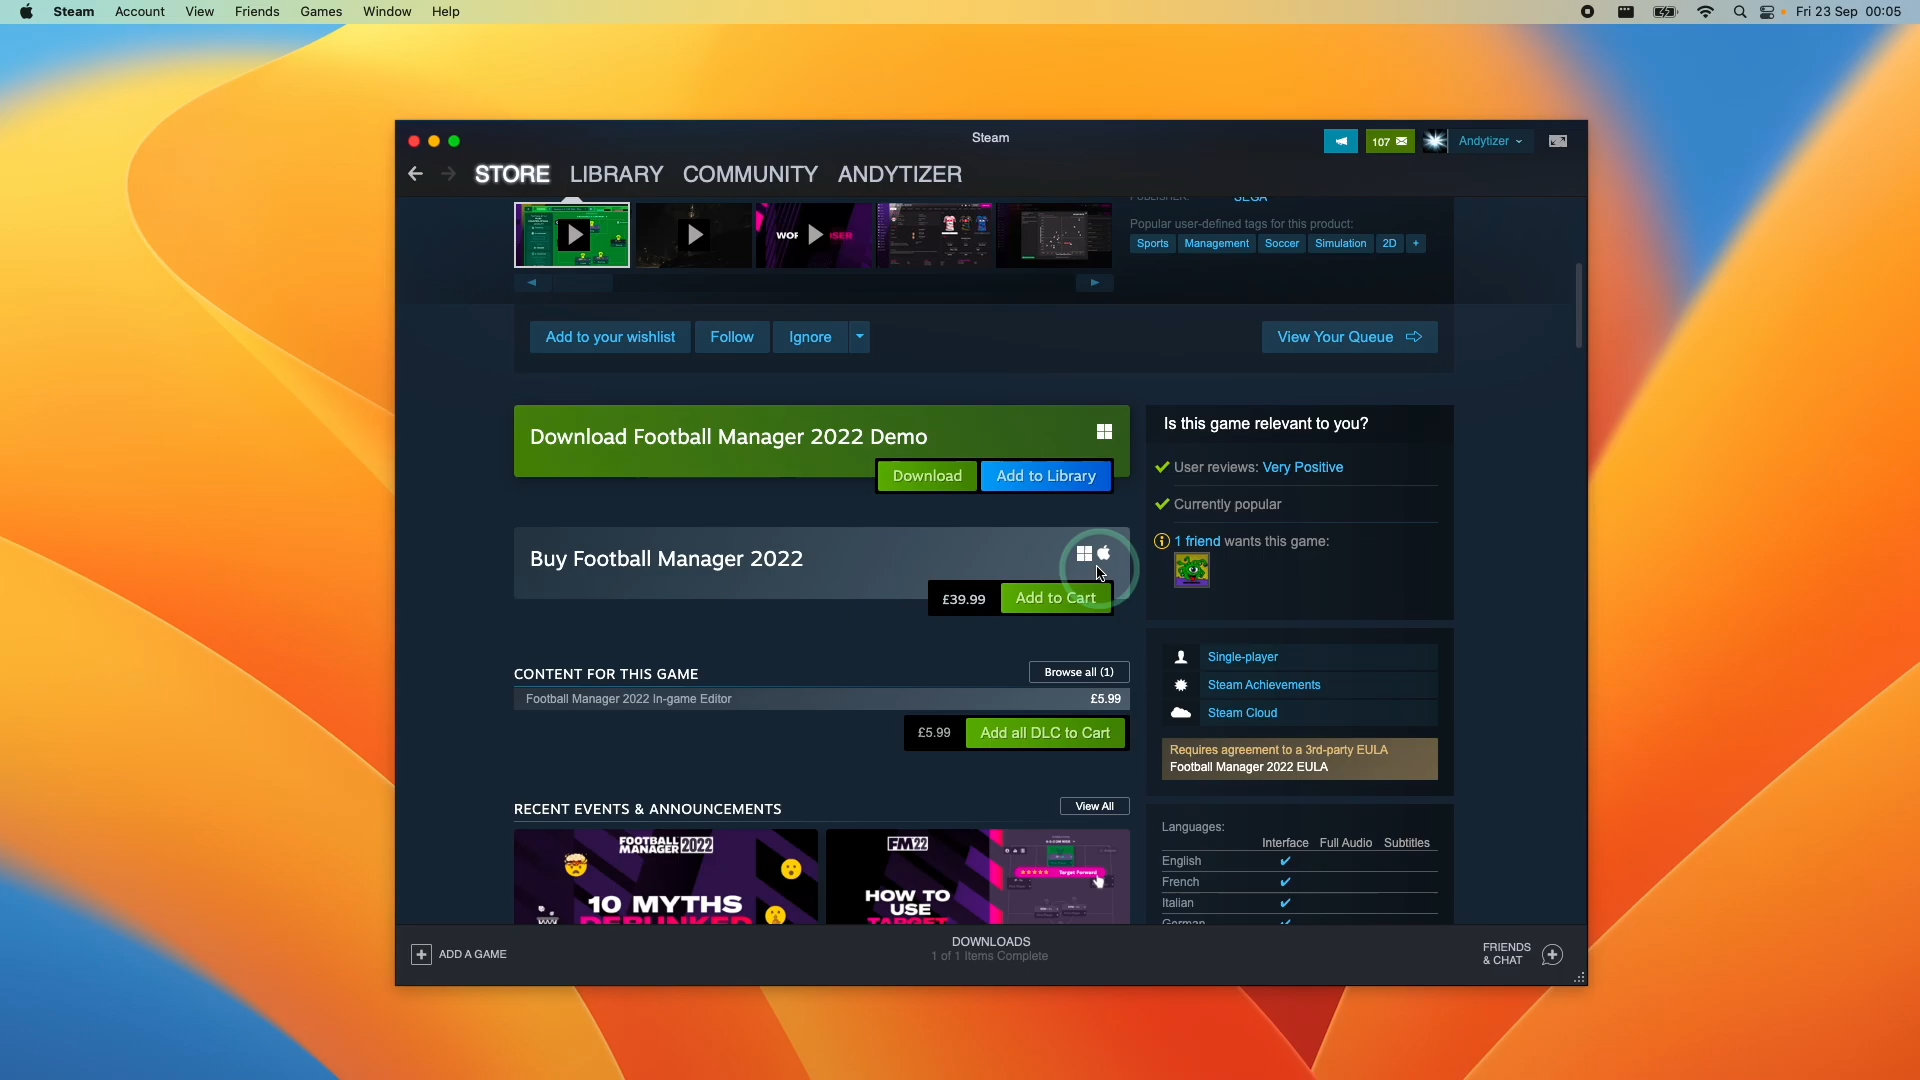 Steam Account View Friends Games Window Help Fri 23 Sep 00:05
Steam
107 Andytizer
STORE LIBRARY COMMUNITY ANDYTIZER
SEGA
Popular user-defined tags for this product:
Sports Management Soccer Simulation 2D +
Add to your wishlist Follow Ignore View Your Queue
Download Football Manager 2022 Demo
Download Add to Library
Buy Football Manager 2022
£39.99 Add to Cart
CONTENT FOR THIS GAME Browse all (1)
Football Manager 2022 In-game Editor £5.99
£5.99 Add all DLC to Cart
RECENT EVENTS & ANNOUNCEMENTS View All
FOOTBALL MANAGER 2022
10 MYTHS
DEBUNKED
FM22
HOW TO
USE
TARGET
Target Forward
Is this game relevant to you?
User reviews: Very Positive
Currently popular
1 friend wants this game:
Single-player
Steam Achievements
Steam Cloud
Requires agreement to a 3rd-party EULA
Football Manager 2022 EULA
Languages:
Interface Full Audio Subtitles
English
French
Italian
German
ADD A GAME
DOWNLOADS
1 of 1 Items Complete
FRIENDS
& CHAT